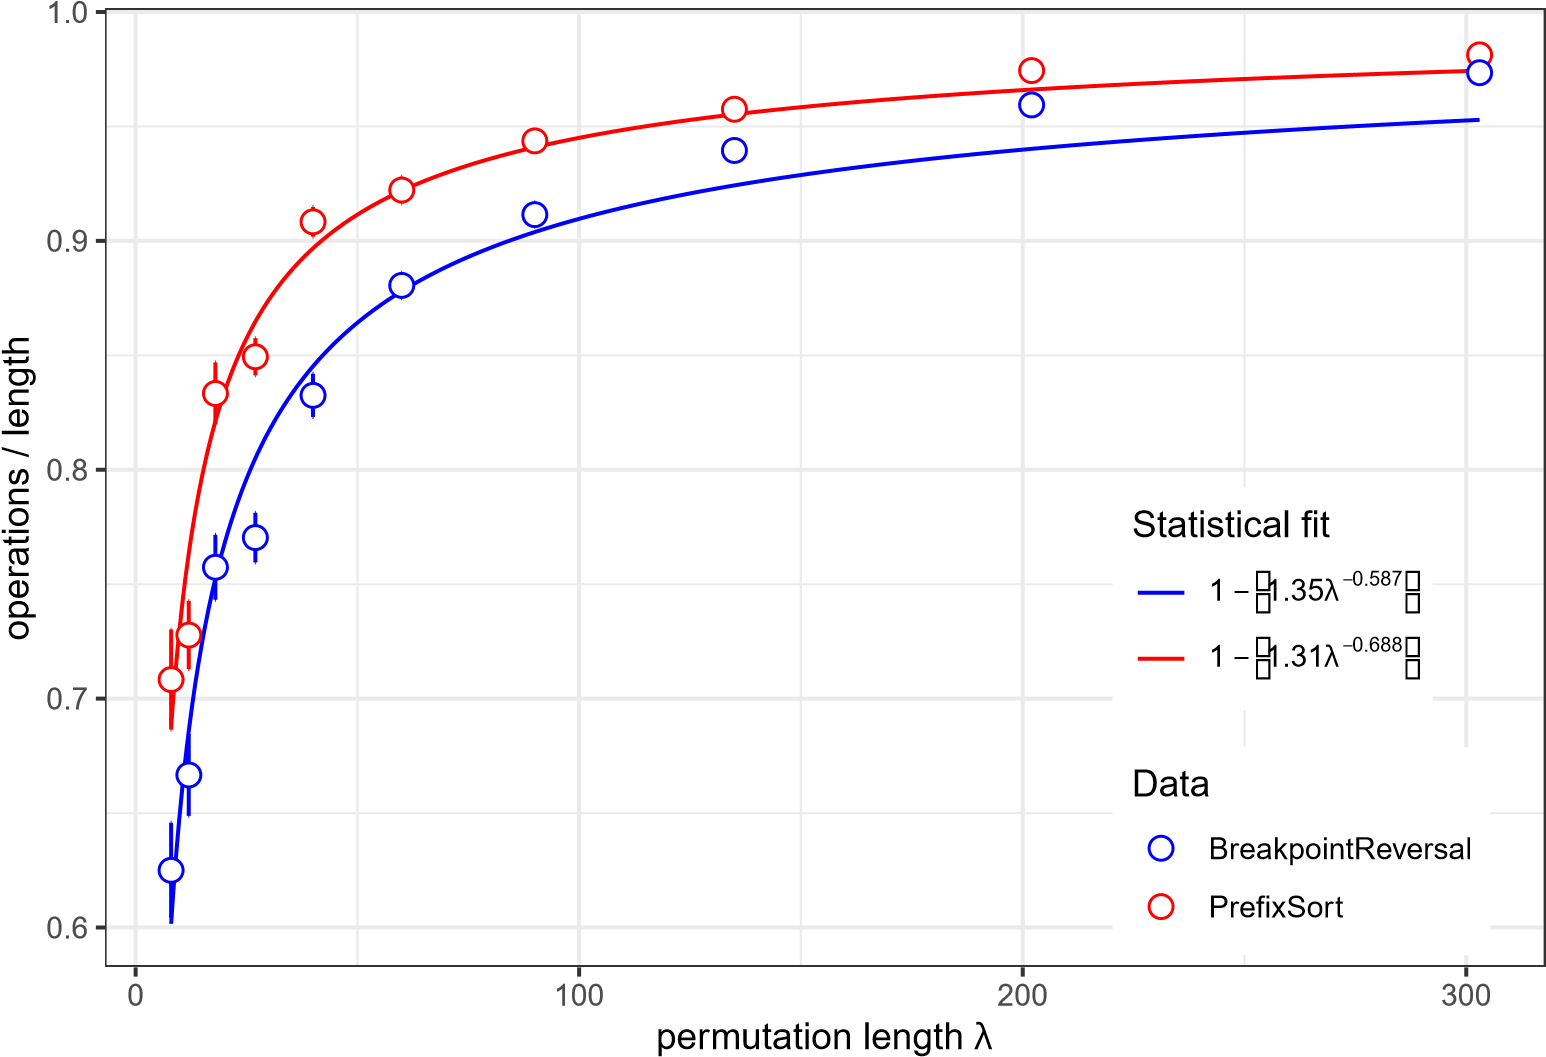 1.0
0.9
0.8
0.7
0.6
operations / length
0
100
200
300
permutation length λ
Statistical fit
1 − 1.35λ−0.587
1 − 1.31λ−0.688
Data
BreakpointReversal
PrefixSort